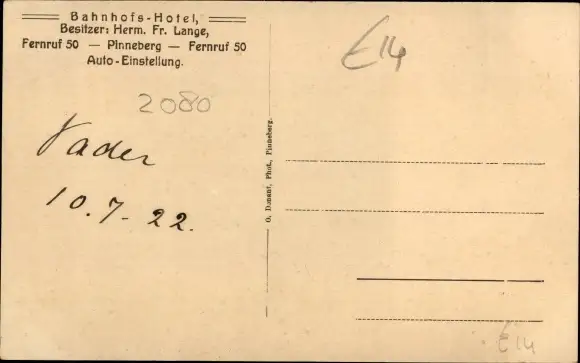 Bahnhofs-Hotel,
Besitzer: Herm. Fr. Lange,
Fernruf 50 — Pinneberg — Fernruf 50
Auto-Einstellung.
E14
2080
Vader
10.7-22.
O. Donant, Phot., Pinneberg.
E14